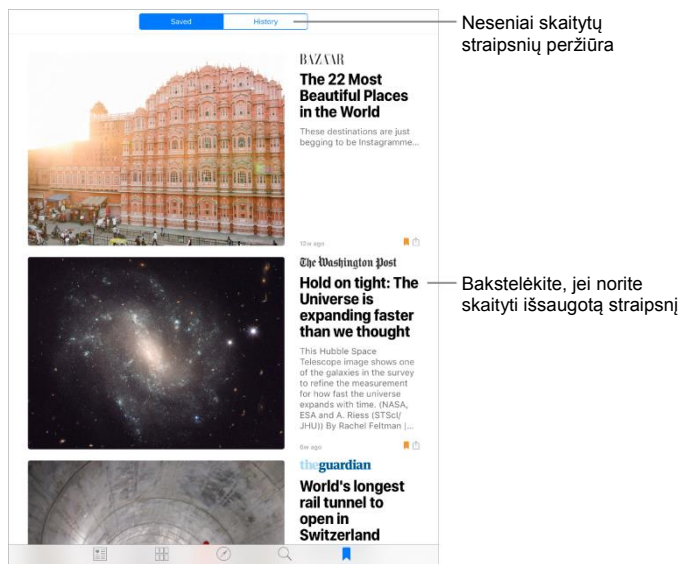 Saved
History
Neseniai skaitytų
straipsnių peržiūra
BAZAAR
The 22 Most
Beautiful Places
in the World
These destinations are just
begging to be Instagramme...
12w ago
The Washington Post
Hold on tight: The
Universe is
expanding faster
than we thought
Bakstelėkite, jei norite
skaityti išsaugotą straipsnį
This Hubble Space
Telescope image shows one
of the galaxies in the survey
to refine the measurement
for how fast the universe
expands with time. (NASA,
ESA and A. Riess (STScI/
JHU)) By Rachel Feltman |...
6w ago
theguardian
World's longest
rail tunnel to
open in
Switzerland